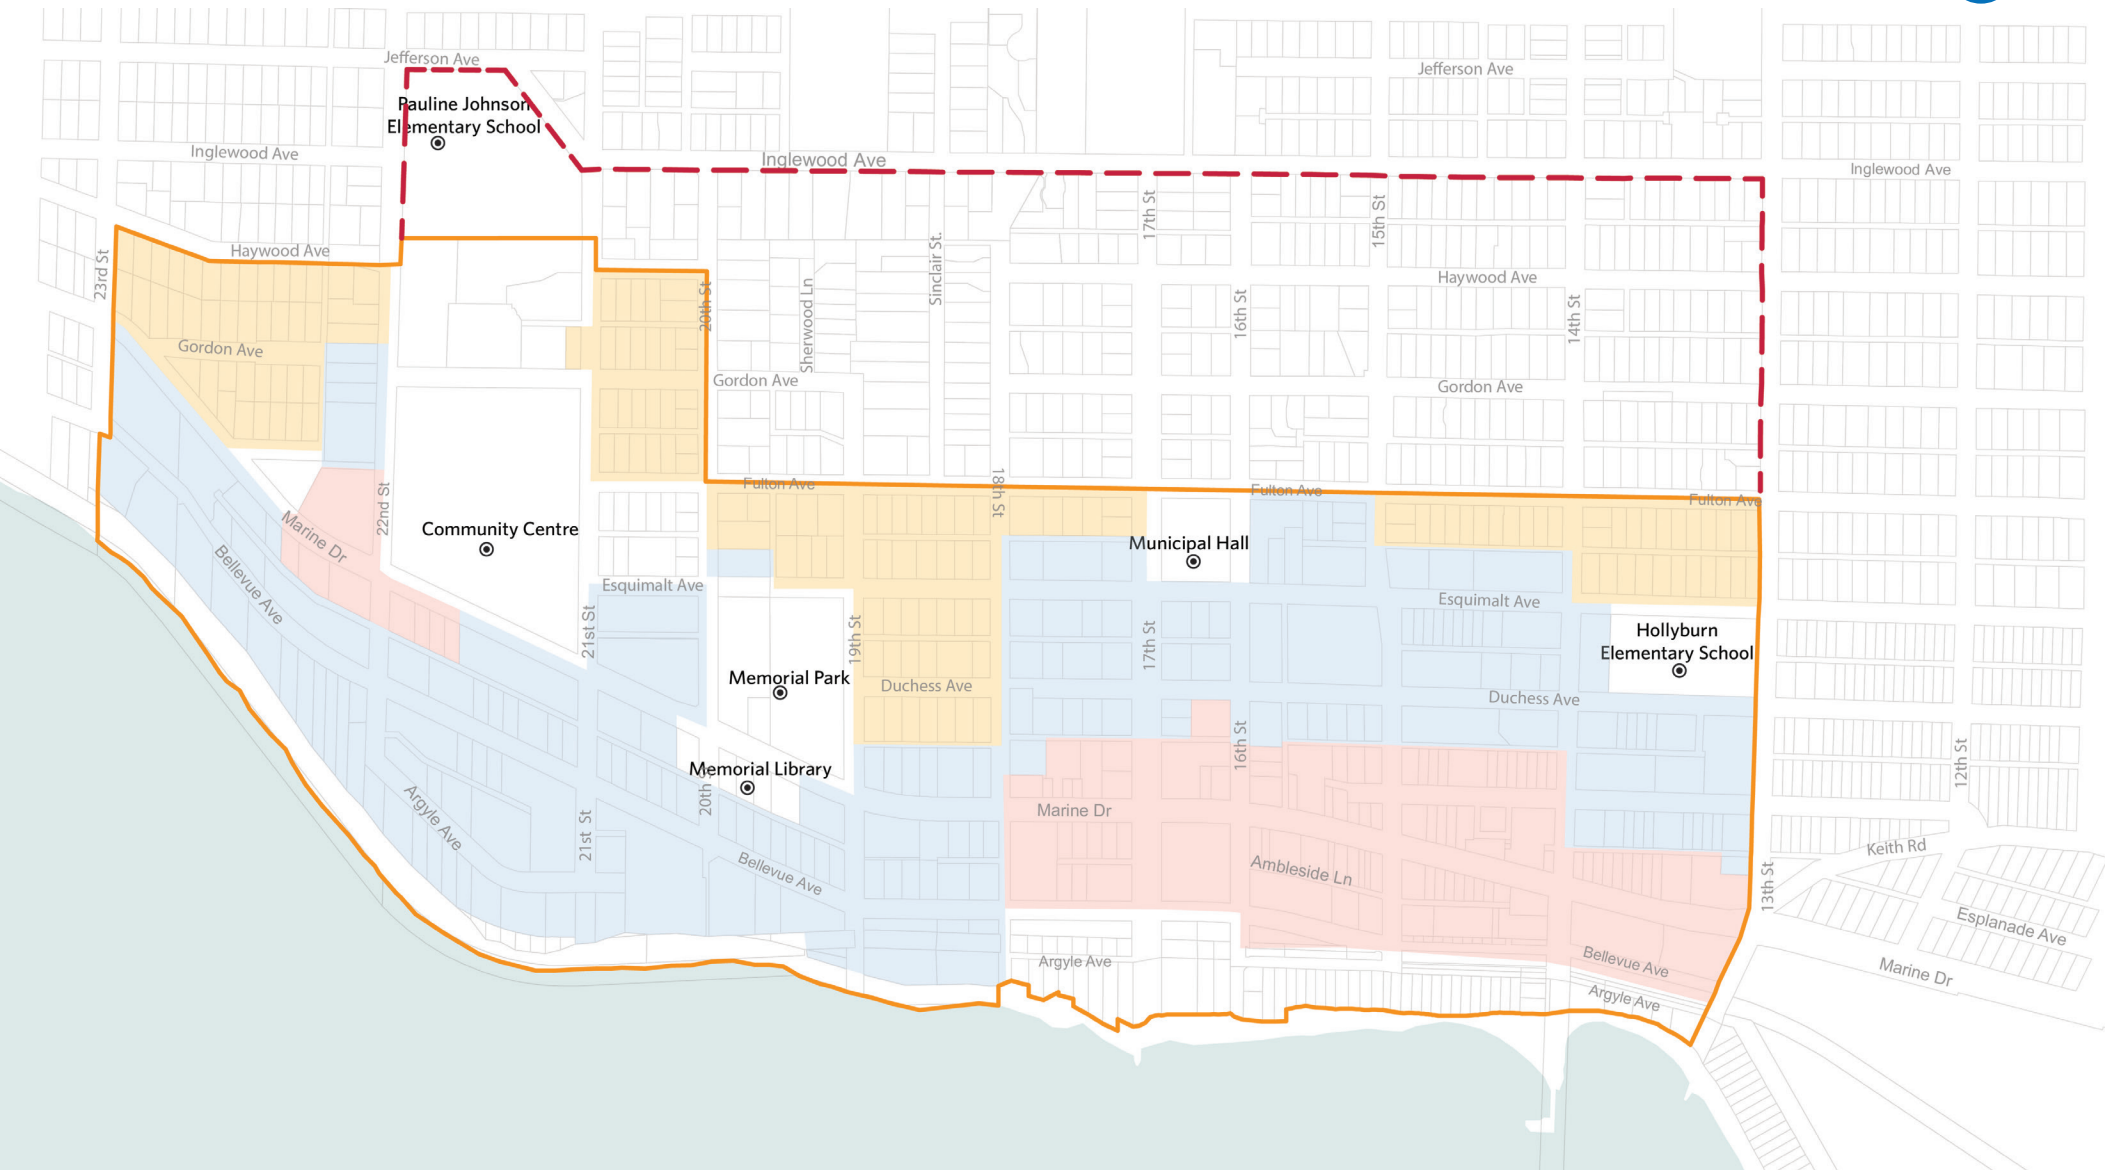 Jefferson Ave
Jefferson Ave
Pauline Johnson
Elementary School
Inglewood Ave
Inglewood Ave
Inglewood Ave
17th St
15th St
Haywood Ave
23rd St
Sinclair St.
Haywood Ave
20th St
Sherwood Ln
16th St
14th St
Gordon Ave
Gordon Ave
Gordon Ave
Fulton Ave
18th St
Fulton Ave
Fulton Ave
22nd St
Marine Dr
Community Centre
Municipal Hall
Bellevue Ave
Esquimalt Ave
Esquimalt Ave
21st St
19th St
17th St
Hollyburn
Elementary School
Memorial Park
Duchess Ave
Duchess Ave
16th St
12th St
Memorial Library
20th St
Argyle Ave
21st St
Marine Dr
Keith Rd
Bellevue Ave
Ambleside Ln
13th St
Esplanade Ave
Argyle Ave
Bellevue Ave
Marine Dr
Argyle Ave